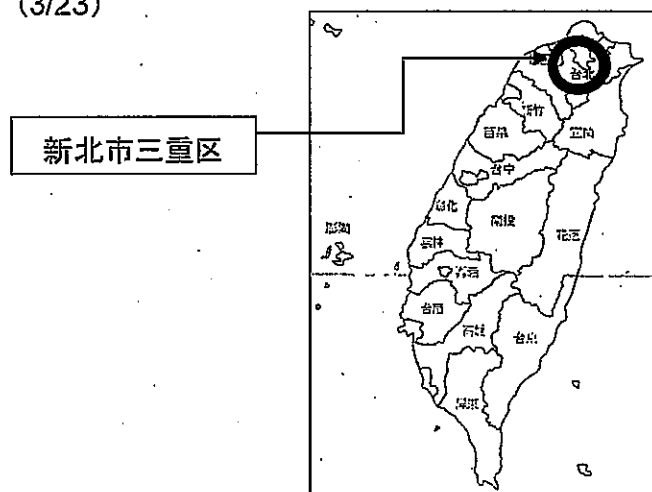 (3/23)
台北
新竹
苗栗
宜蘭
台中
新北市三重区
彰化
南投
花蓮
澎湖
雲林
嘉義
台南
高雄
台東
屏東